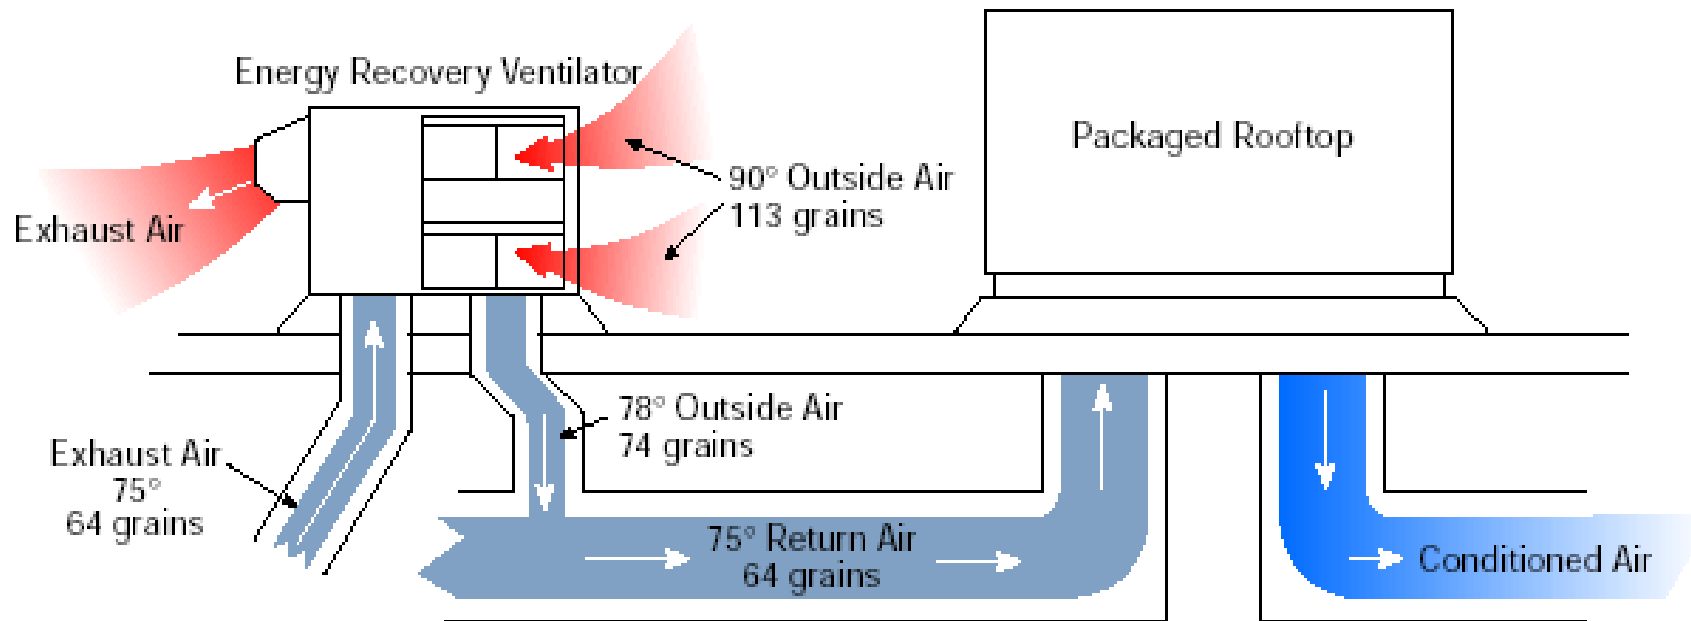 Energy Recovery Ventilator
Packaged Rooftop
90° Outside Air
113 grains
Exhaust Air
78° Outside Air
74 grains
Exhaust Air
75°
64 grains
75° Return Air
64 grains
Conditioned Air